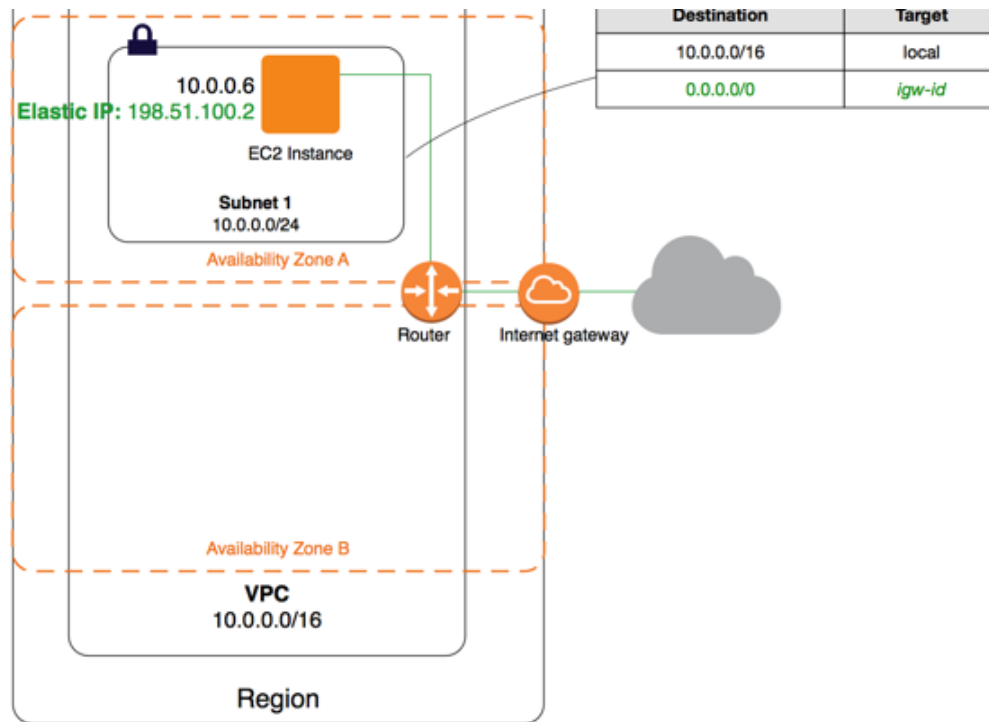 Destination Target
10.0.0.0/16 local
0.0.0.0/0 igw-id
10.0.0.6
Elastic IP: 198.51.100.2
EC2 Instance
Subnet 1
10.0.0.0/24
Availability Zone A
Router
Internet gateway
Availability Zone B
VPC
10.0.0.0/16
Region